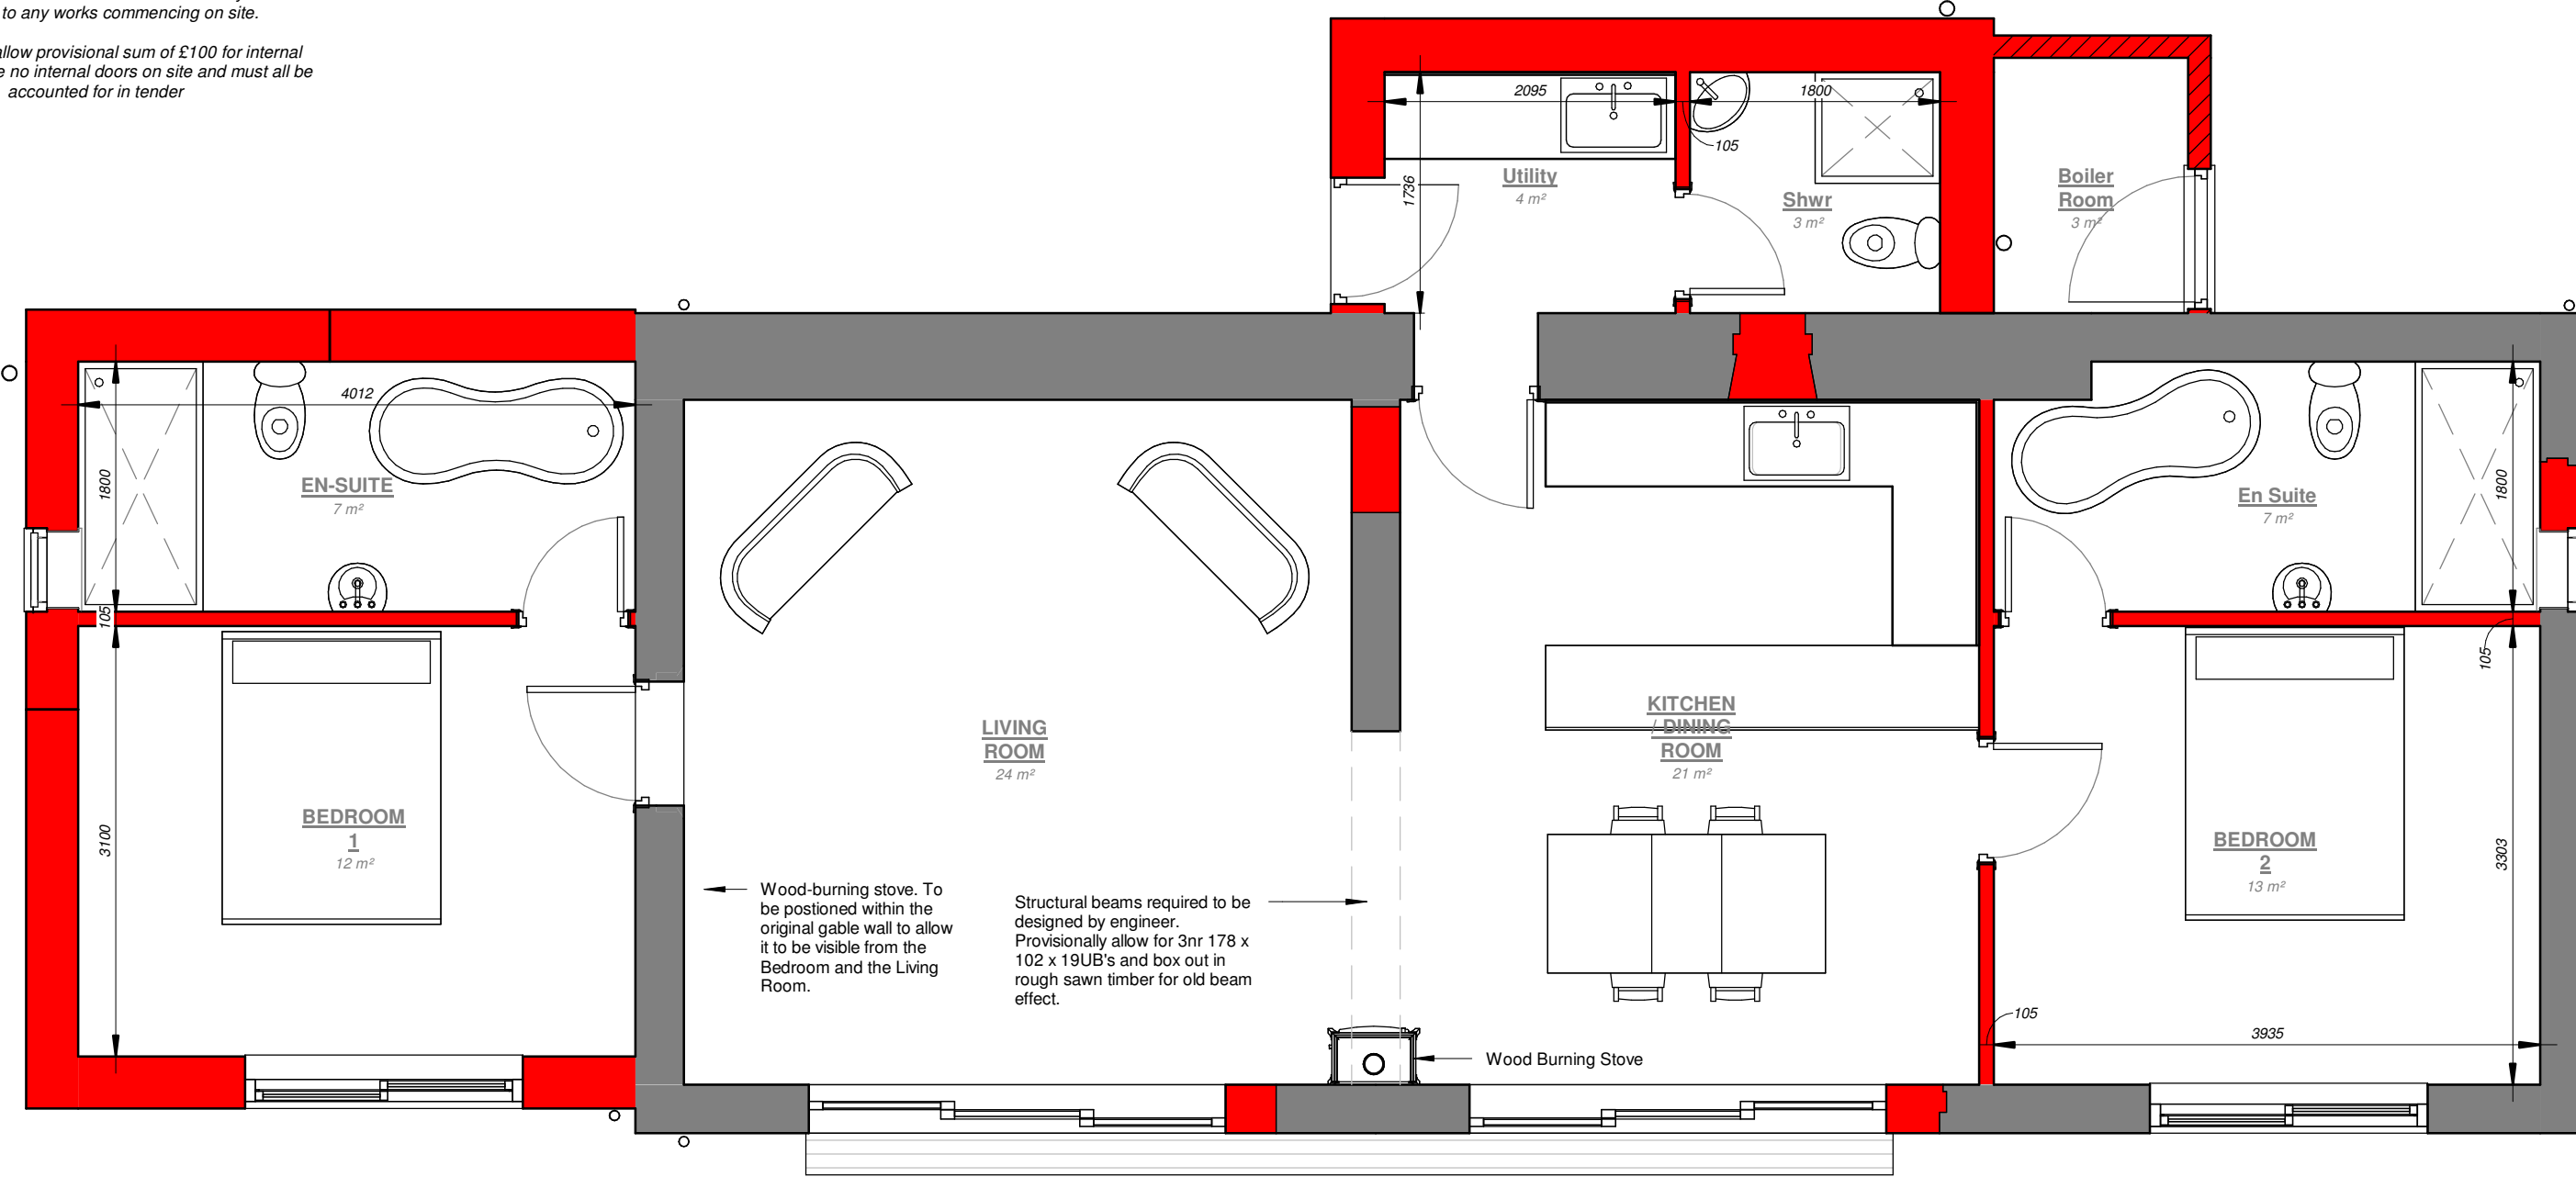 to any works commencing on site.
allow provisional sum of £100 for internal
no internal doors on site and must all be
accounted for in tender
2095
1800
105
1736
Utility
4 m²
Shwr
3 m²
Boiler
Room
3 m²
4012
1800
EN-SUITE
7 m²
105
En Suite
7 m²
1800
105
LIVING
ROOM
24 m²
KITCHEN
/ DINING
ROOM
21 m²
BEDROOM
1
12 m²
3100
BEDROOM
2
13 m²
3303
Wood-burning stove. To
be postioned within the
original gable wall to allow
it to be visible from the
Bedroom and the Living
Room.
Structural beams required to be
designed by engineer.
Provisionally allow for 3nr 178 x
102 x 19UB's and box out in
rough sawn timber for old beam
effect.
105
3935
Wood Burning Stove